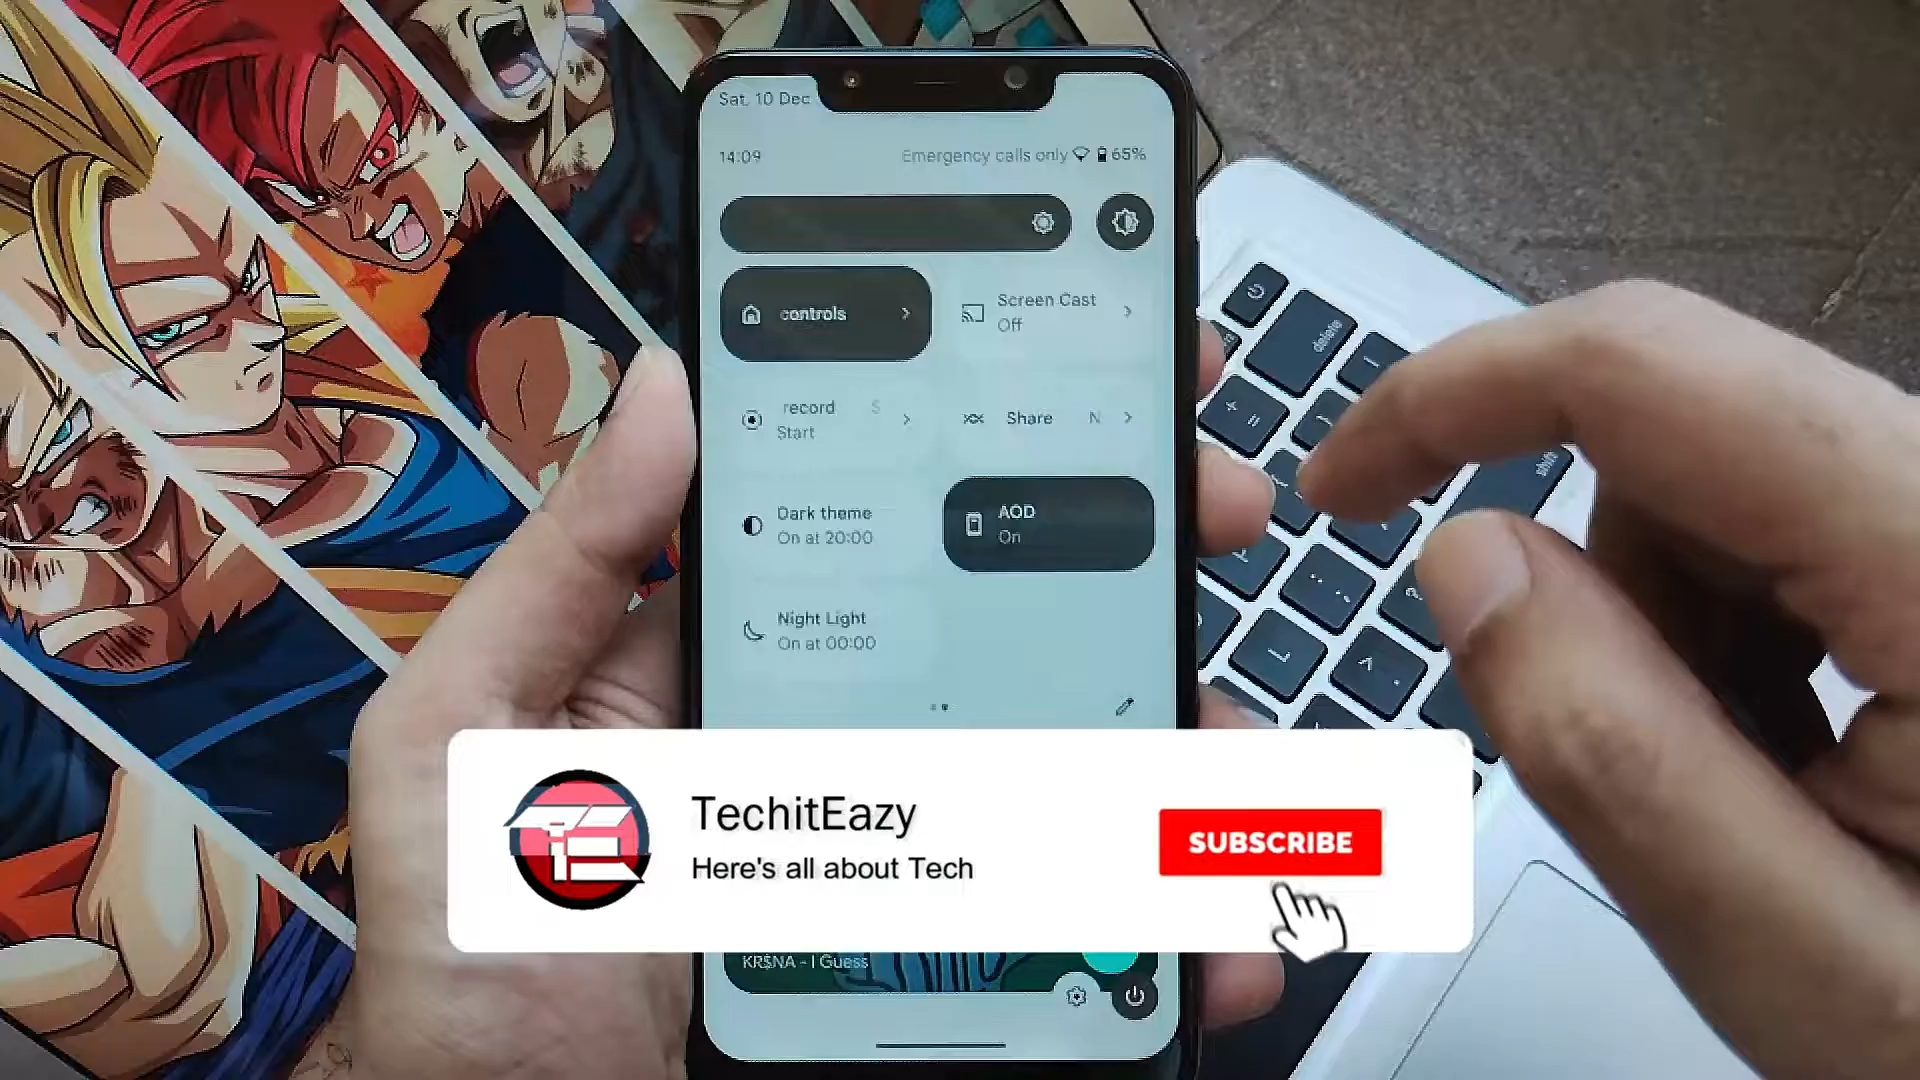 Sat, 10 Dec
14:09
Emergency calls only
65%
controls
Screen Cast
Off
record S
Start
Share N
Dark theme
On at 20:00
AOD
On
Night Light
On at 00:00
delete
+
=
shift
TechitEazy
Here's all about Tech
SUBSCRIBE
KR$NA - I Guess